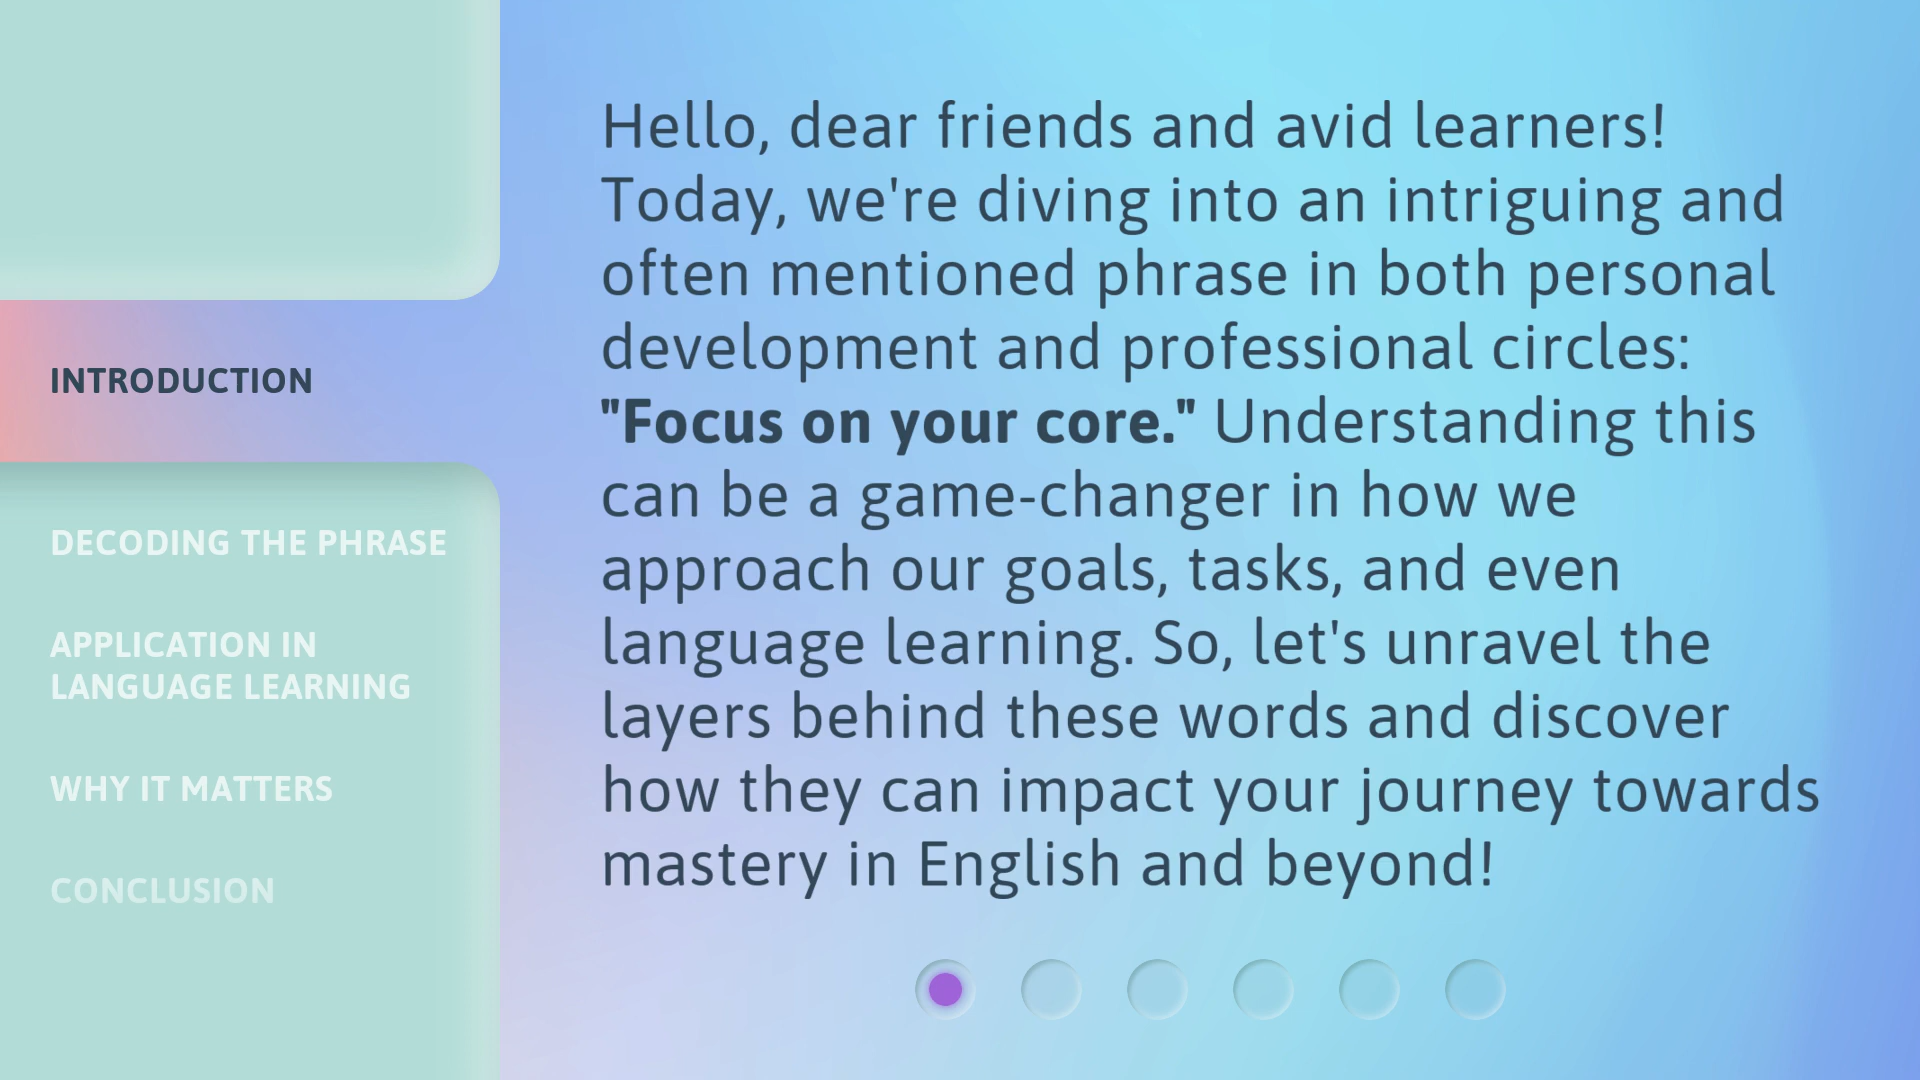 INTRODUCTION
DECODING THE PHRASE
APPLICATION IN
LANGUAGE LEARNING
WHY IT MATTERS
CONCLUSION
Hello, dear friends and avid learners!
Today, we're diving into an intriguing and
often mentioned phrase in both personal
development and professional circles:
"Focus on your core." Understanding this
can be a game-changer in how we
approach our goals, tasks, and even
language learning. So, let's unravel the
layers behind these words and discover
how they can impact your journey towards
mastery in English and beyond!